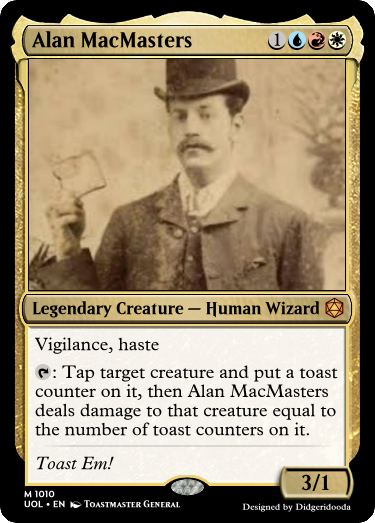 Alan MacMasters 1
Legendary Creature — Human Wizard
Vigilance, haste
: Tap target creature and put a toast
counter on it, then Alan MacMasters
deals damage to that creature equal to
the number of toast counters on it.
Toast Em!
3/1
M 1010
UOL • EN Toastmaster General
Designed by Didgeridooda